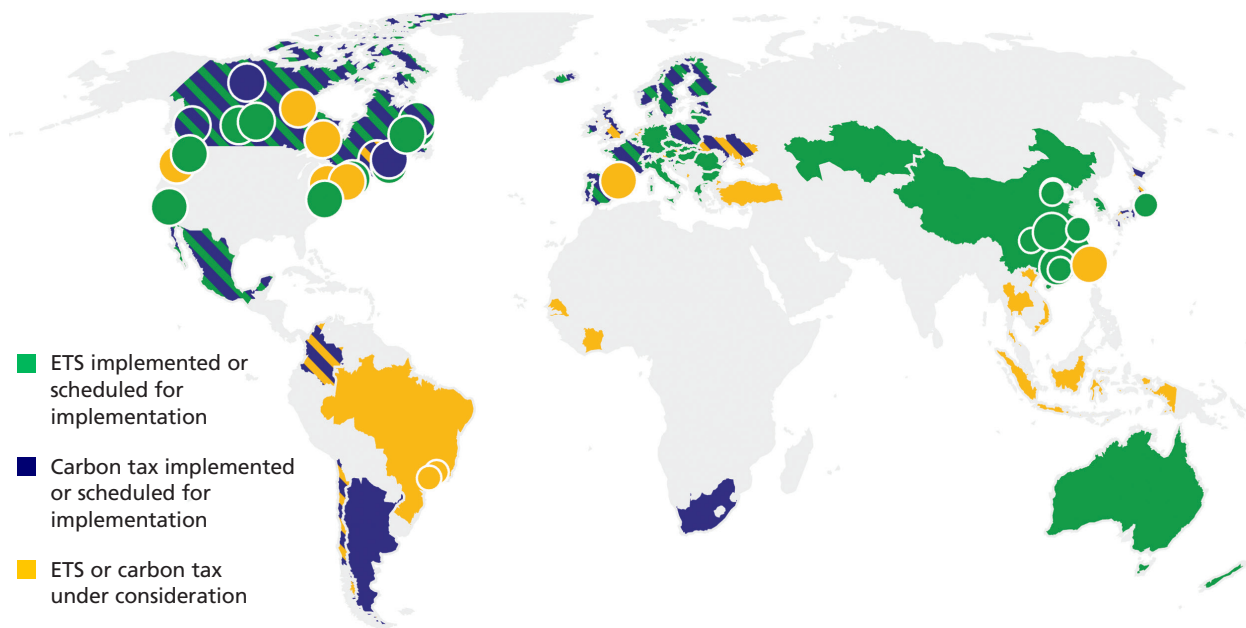 ETS implemented or
scheduled for
implementation
Carbon tax implemented
or scheduled for
implementation
ETS or carbon tax
under consideration